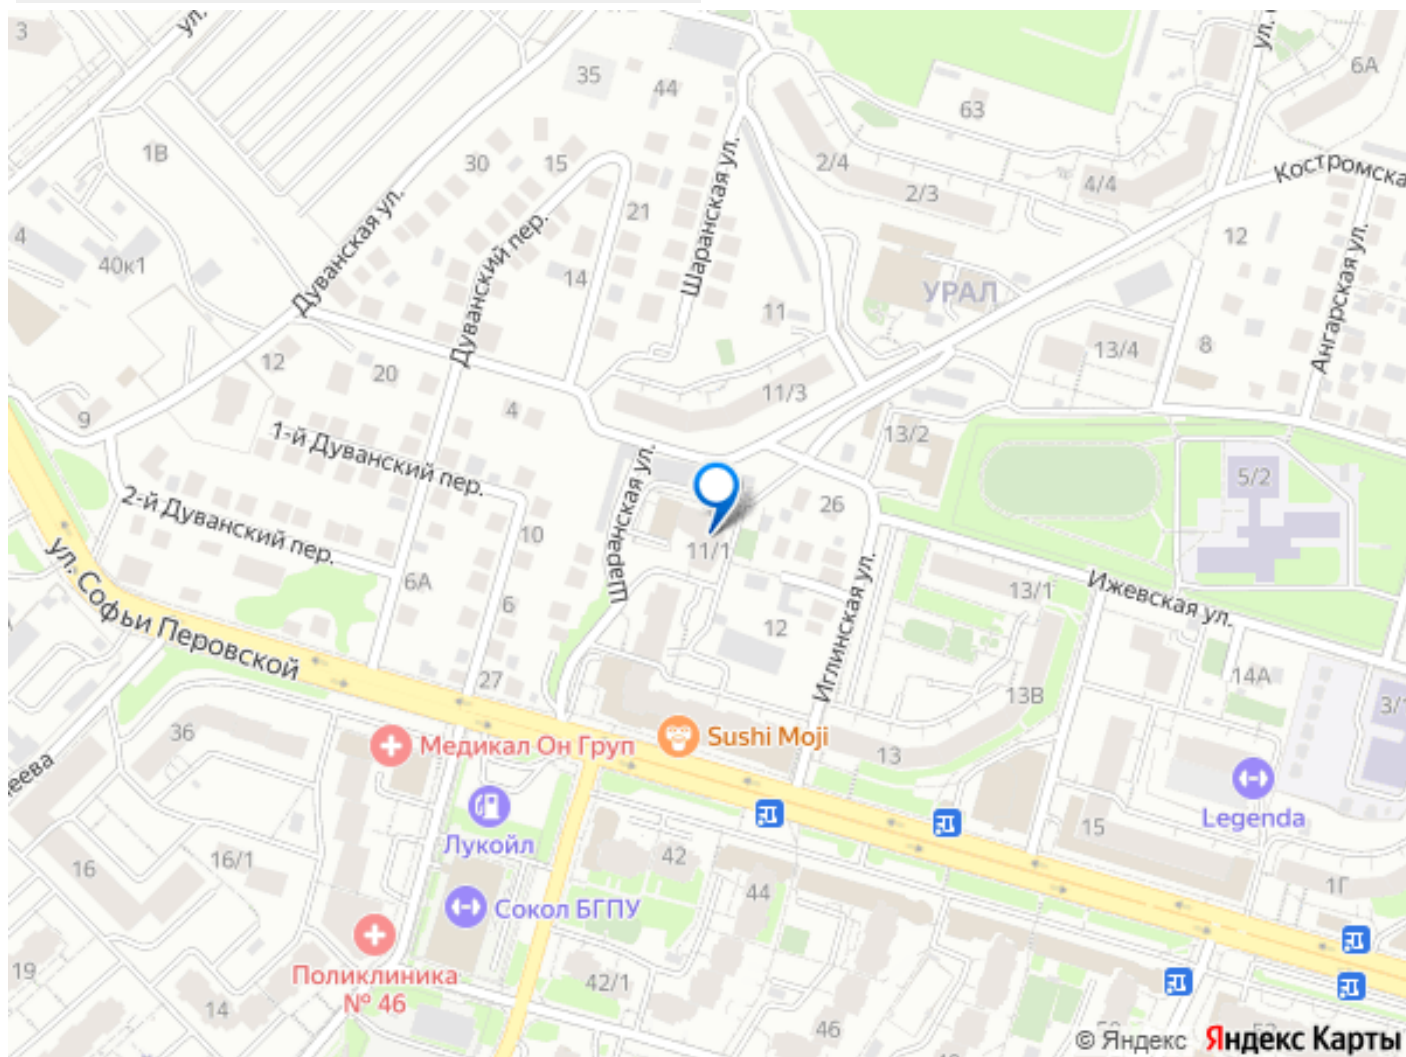 3
ул.
35
44
63
ул.
6А
1В
30
15
2/4
2/3
4/4
Костромска
Шаранская ул.
21
12
4
40к1
Дуванская ул.
Дуванский пер.
14
УРАЛ
11
Ангарская ул.
13/4
8
12
20
11/3
9
4
1-й Дуванский пер.
13/2
5/2
2-й Дуванский пер.
Шаранская ул.
26
10
11/1
ул. Софьи Перовской
6А
6
13/1
Ижевская ул.
12
Иглинская ул.
27
13В
14А
3/1
36
Медикал Он Груп
Sushi Moji
13
еева
Лукойл
Legenda
15
16
16/1
42
44
1Г
Сокол БГПУ
19
Поликлиника
№ 46
42/1
14
46
© Яндекс Яндекс Карты